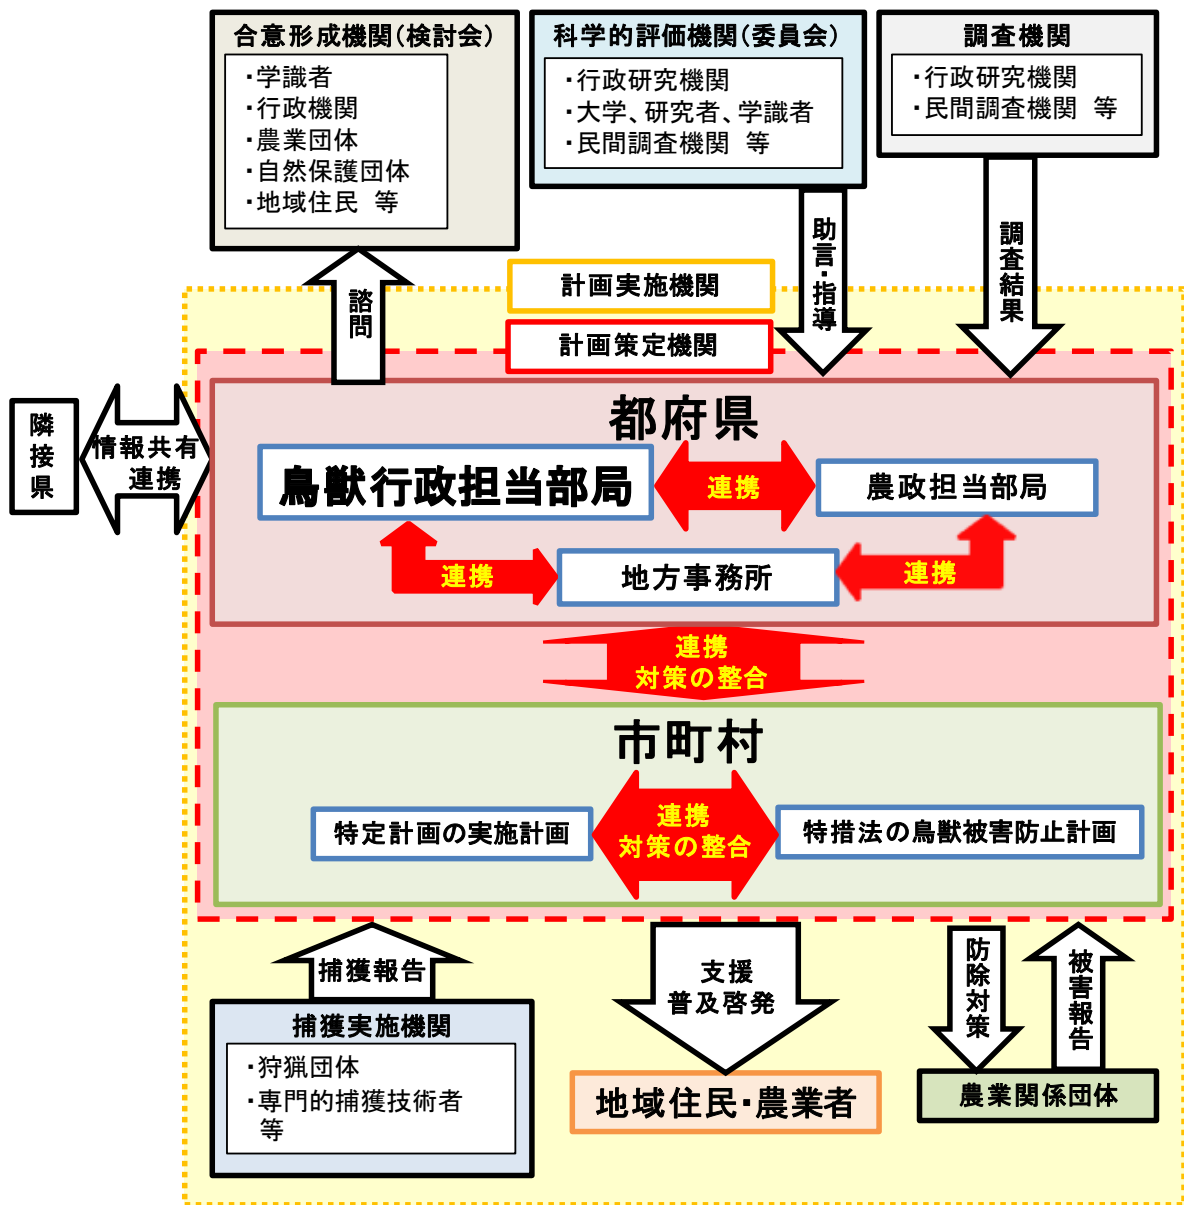 合意形成機関（検討会）
・学識者
・行政機関
・農業団体
・自然保護団体
・地域住民　等
科学的評価機関（委員会）
・行政研究機関
・大学、研究者、学識者
・民間調査機関　等
調査機関
・行政研究機関
・民間調査機関　等
諮問
助言・指導
調査結果
計画実施機関
計画策定機関
隣接県
情報共有
連携
都府県
鳥獣行政担当部局
連携
農政担当部局
連携
地方事務所
連携
連携
対策の整合
市町村
特定計画の実施計画
連携
対策の整合
特措法の鳥獣被害防止計画
捕獲報告
支援
普及啓発
防除対策
被害報告
捕獲実施機関
・狩猟団体
・専門的捕獲技術者
等
地域住民・農業者
農業関係団体